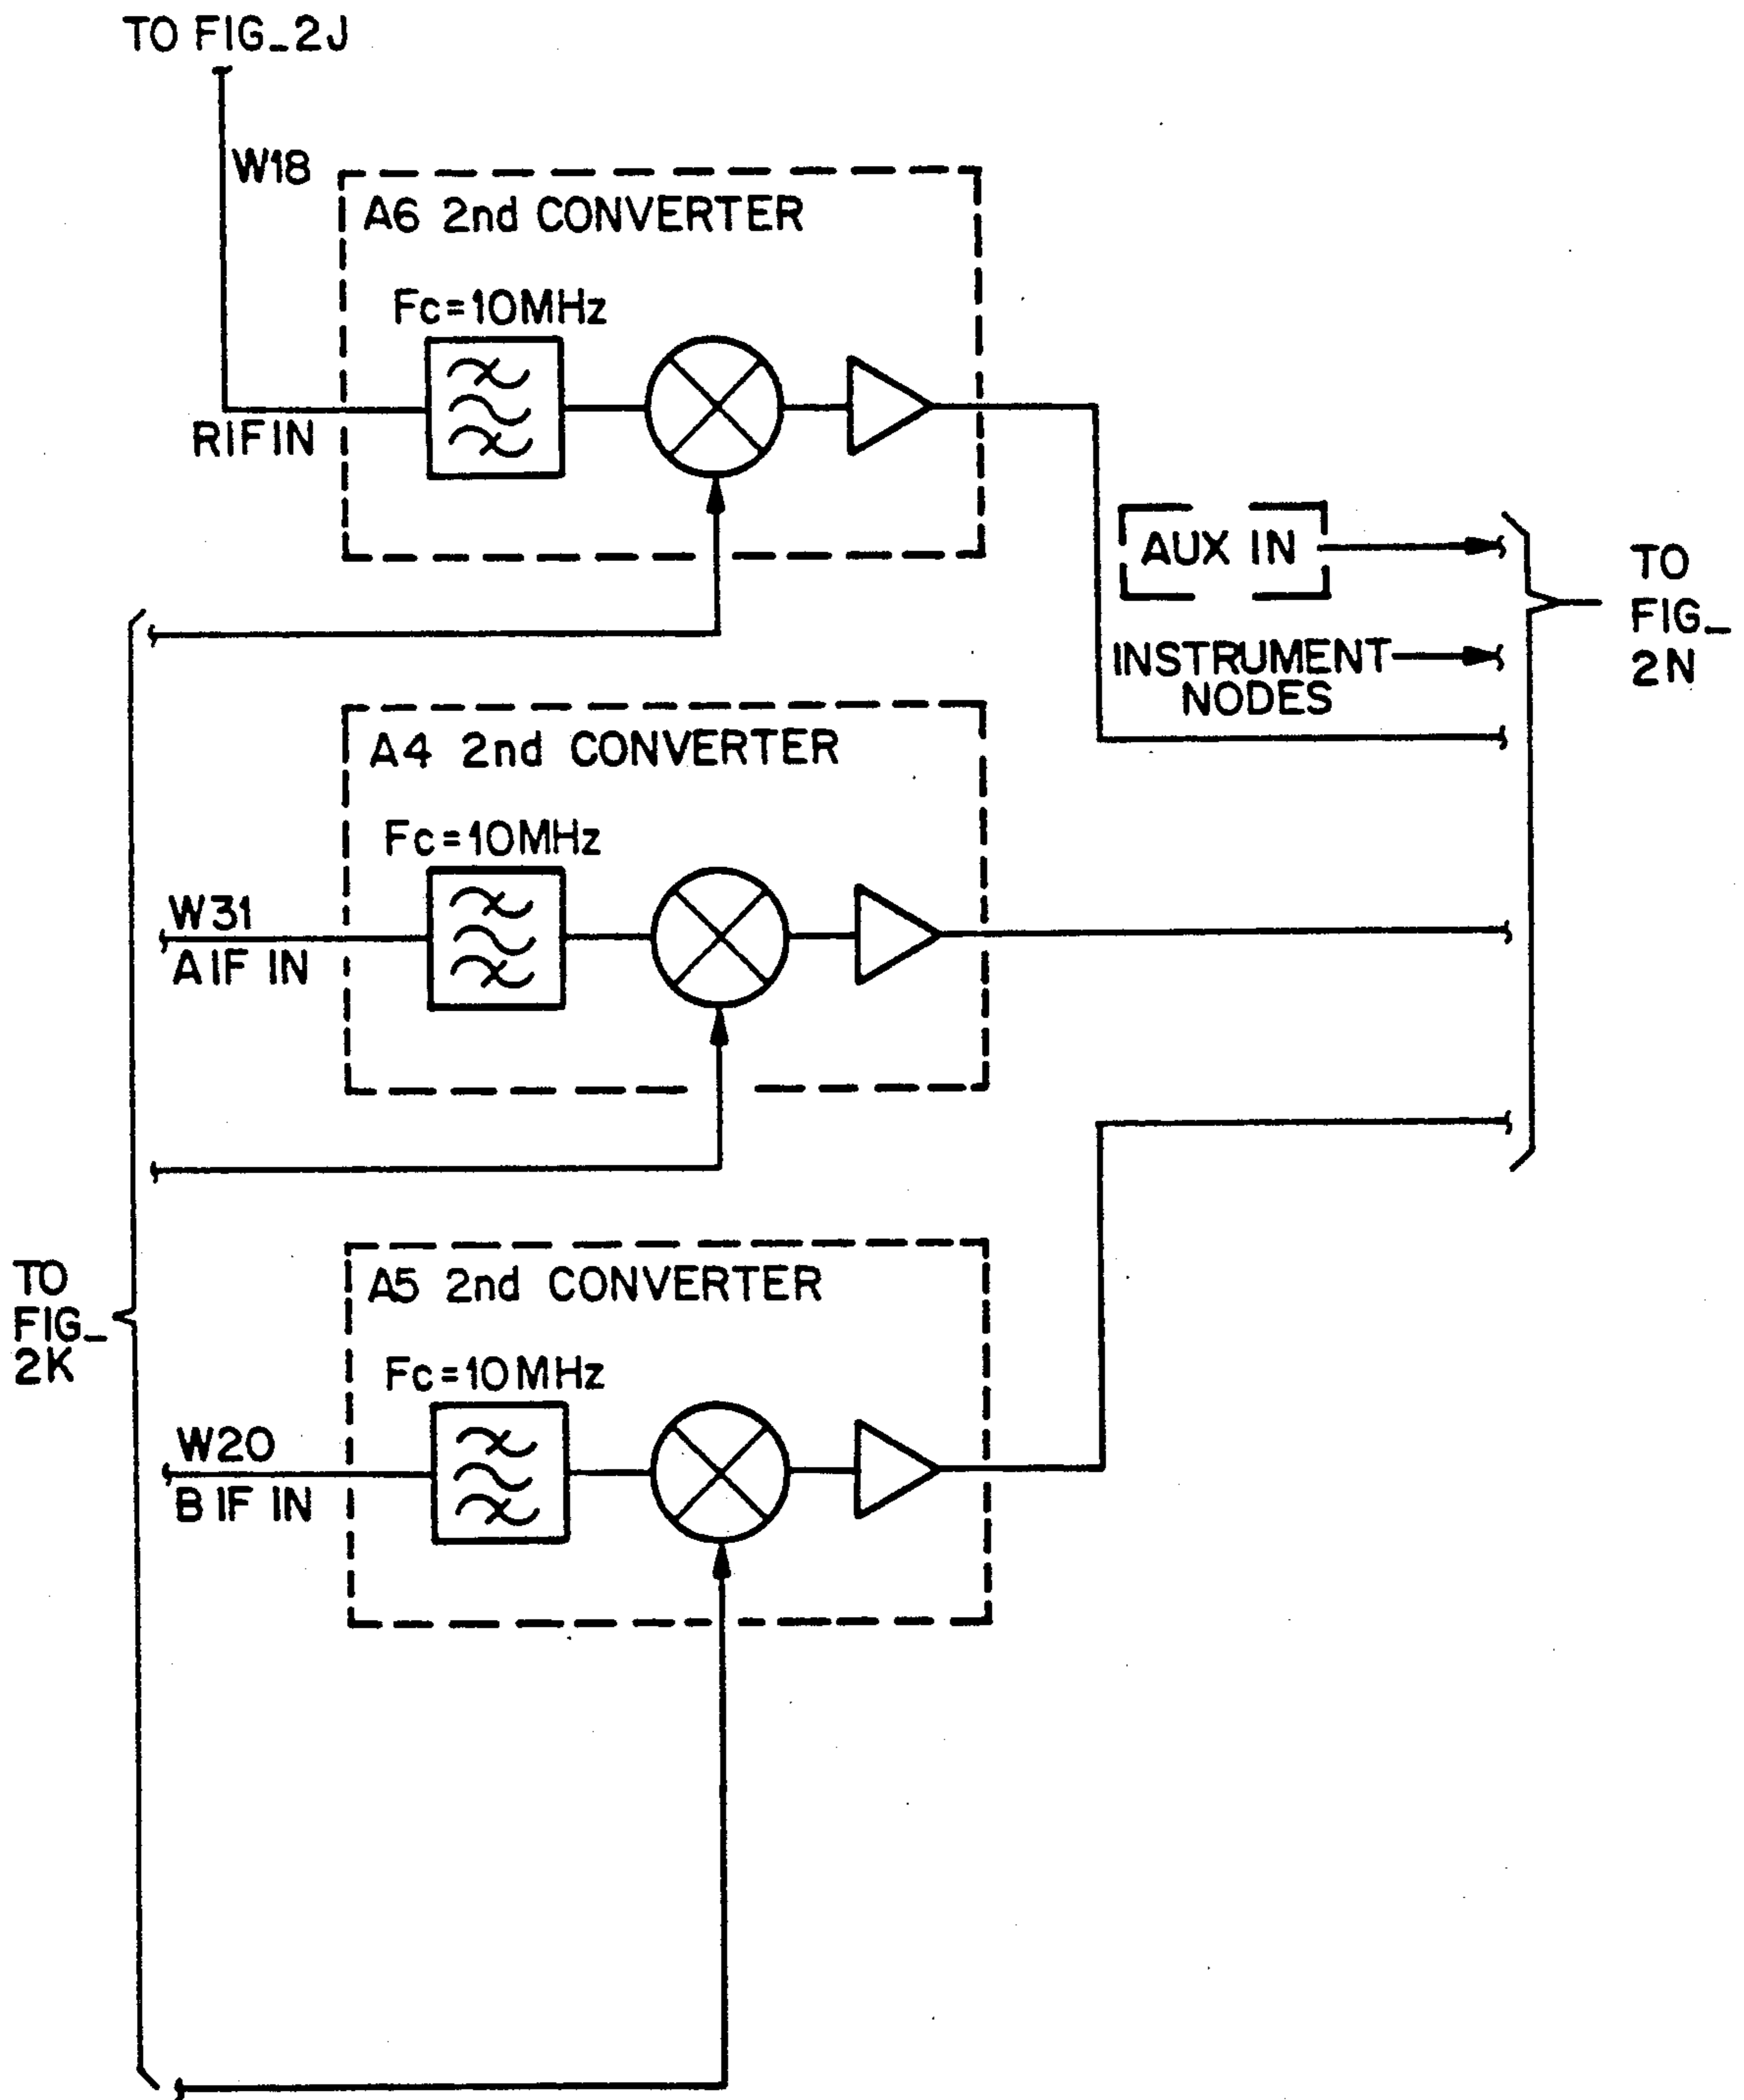 TO FIG_2J
W18
A6 2nd CONVERTER
Fc=10MHz
RIFIN
AUX IN
INSTRUMENT
NODES
TO
FIG_
2N
A4 2nd CONVERTER
Fc=10MHz
W31
A IF IN
A5 2nd CONVERTER
Fc=10MHz
TO
FIG_
2K
W20
B IF IN